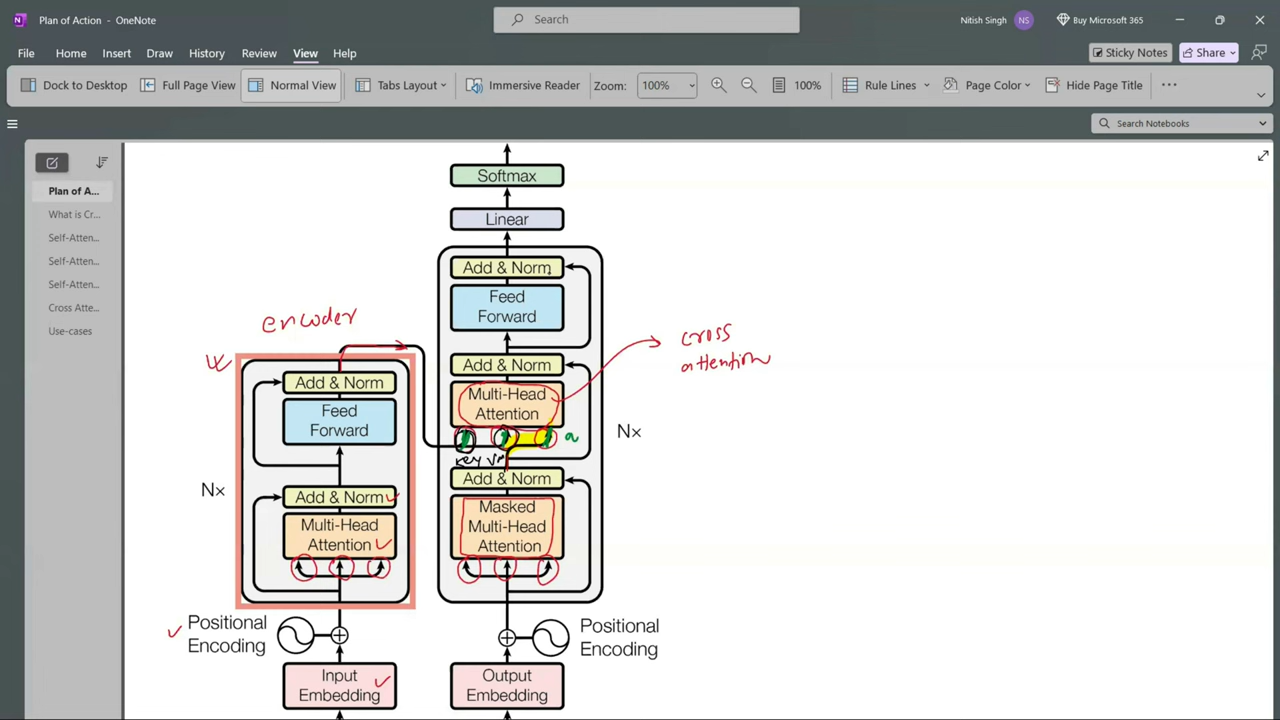 Plan of Action - OneNote
Search
Nitish Singh
NS
Buy Microsoft 365
File Home Insert Draw History Review View Help
Sticky Notes
Share
Dock to Desktop
Full Page View
Normal View
Tabs Layout
Immersive Reader
Zoom:
100%
100%
Rule Lines
Page Color
Hide Page Title
Search Notebooks
Plan of A...
What is Cr...
Self-Atten...
Self-Atten...
Self-Atten...
Cross Atte...
Use-cases
Softmax
Linear
Add & Norm
Feed
Forward
Add & Norm
Multi-Head
Attention
key
Add & Norm
Masked
Multi-Head
Attention
Nx
Positional
Encoding
Output
Embedding
cross
attention
encoder
Add & Norm
Feed
Forward
Add & Norm
Multi-Head
Attention
Nx
Positional
Encoding
Input
Embedding